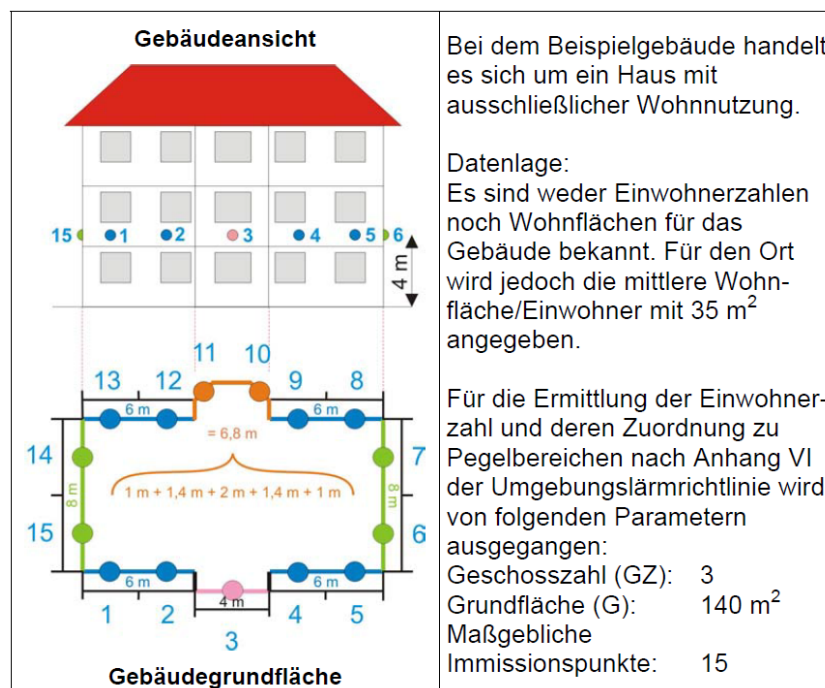 Gebäudeansicht
15 1 2 3 4 5 6
4 m
11 10
13 12 9 8
6 m 6 m
= 6,8 m
14 7
1 m + 1,4 m + 2 m + 1,4 m + 1 m
8 m 8 m
15 6
6 m 6 m
4 m
1 2 4 5
3
Gebäudegrundfläche
Bei dem Beispielgebäude handelt
es sich um ein Haus mit
ausschließlicher Wohnnutzung.
Datenlage:
Es sind weder Einwohnerzahlen
noch Wohnflächen für das
Gebäude bekannt. Für den Ort
wird jedoch die mittlere Wohn-
fläche/Einwohner mit 35 m²
angegeben.
Für die Ermittlung der Einwohner-
zahl und deren Zuordnung zu
Pegelbereichen nach Anhang VI
der Umgebungslärmrichtlinie wird
von folgenden Parametern
ausgegangen:
Geschosszahl (GZ): 3
Grundfläche (G): 140 m²
Maßgebliche
Immissionspunkte: 15